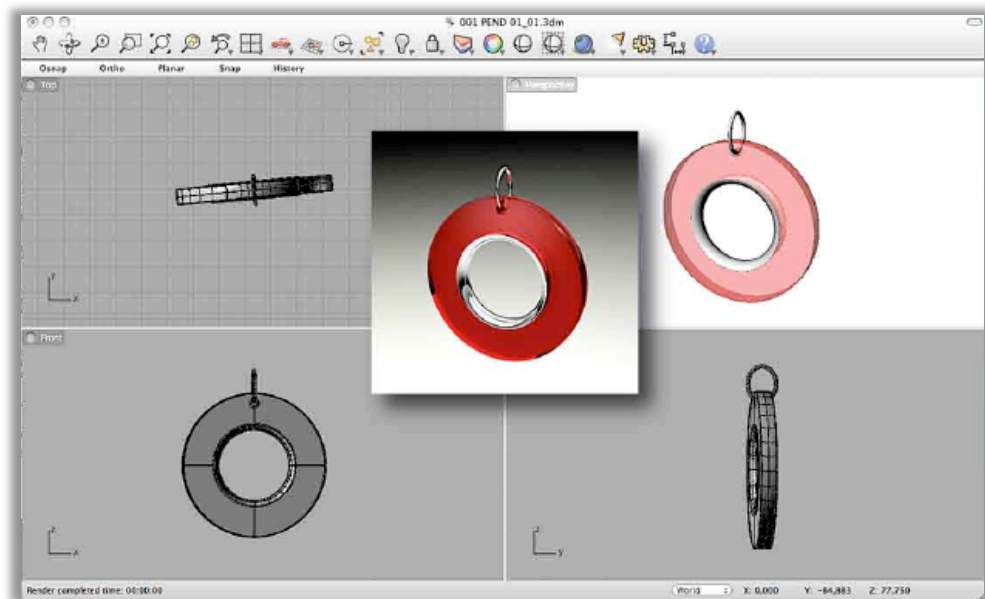 001 PEND 01_01.3dm
Osnap Ortho Planar Snap History
Top
Perspective
y
x
Front
z
x
z
y
Render completed time: 00:00:00
World X: 0,000 Y: -84,883 Z: 77,750